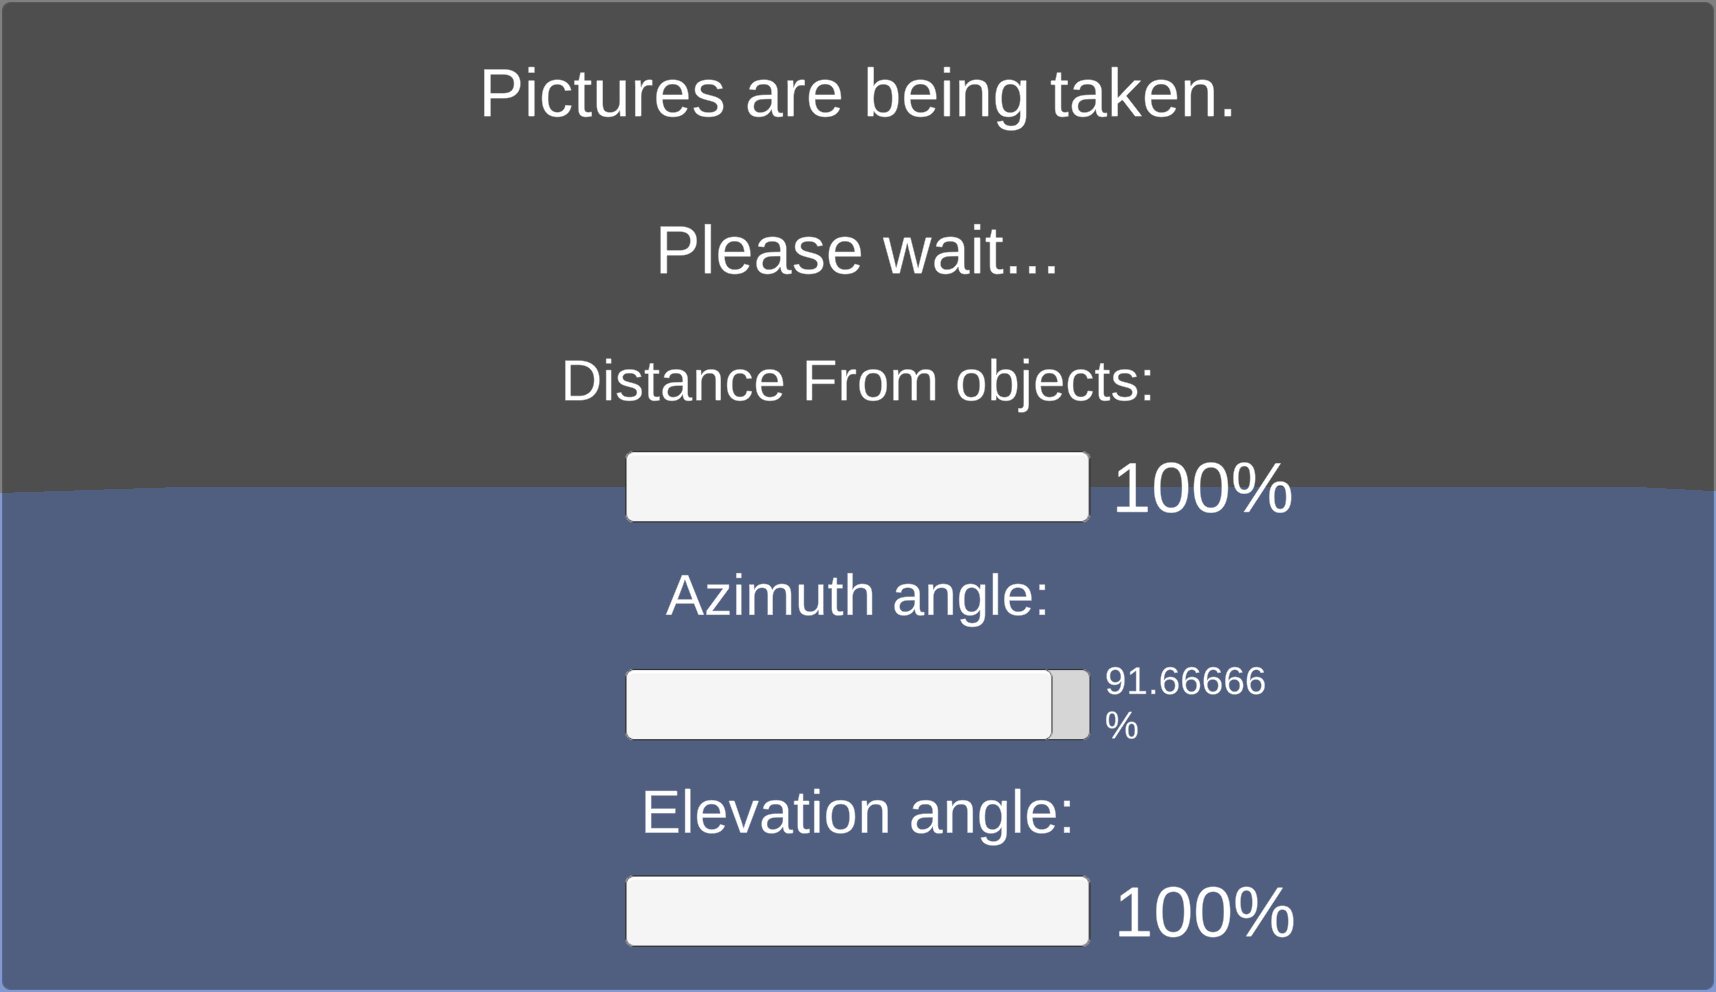 Pictures are being taken.
Please wait...
Distance From objects:
100%
Azimuth angle:
91.66666
%
Elevation angle:
100%